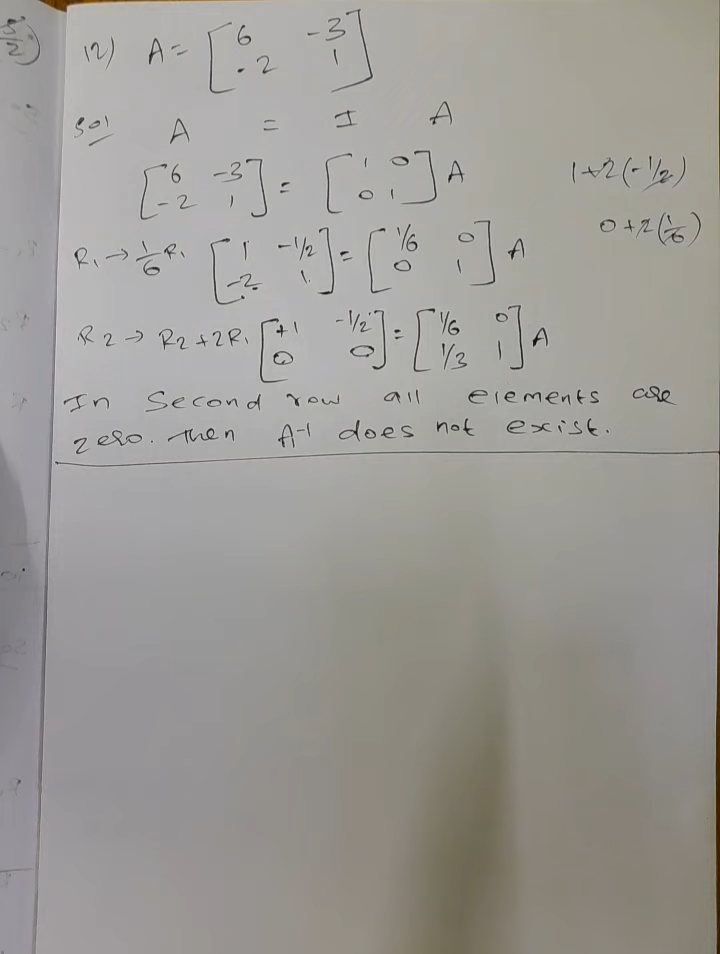 12) A = [6 -3
-2 1]
Sol A = I A
[6 -3
-2 1] = [1 0
0 1] A
1+2(-1/2)
0+2(1/6)
R1 → 1/6 R1 [1 -1/2
-2 1] = [1/6 0
0 1] A
R2 → R2 + 2R1 [+1 -1/2
0 0] = [1/6 0
1/3 1] A
In Second row all elements are
zero. Then A-1 does not exist.